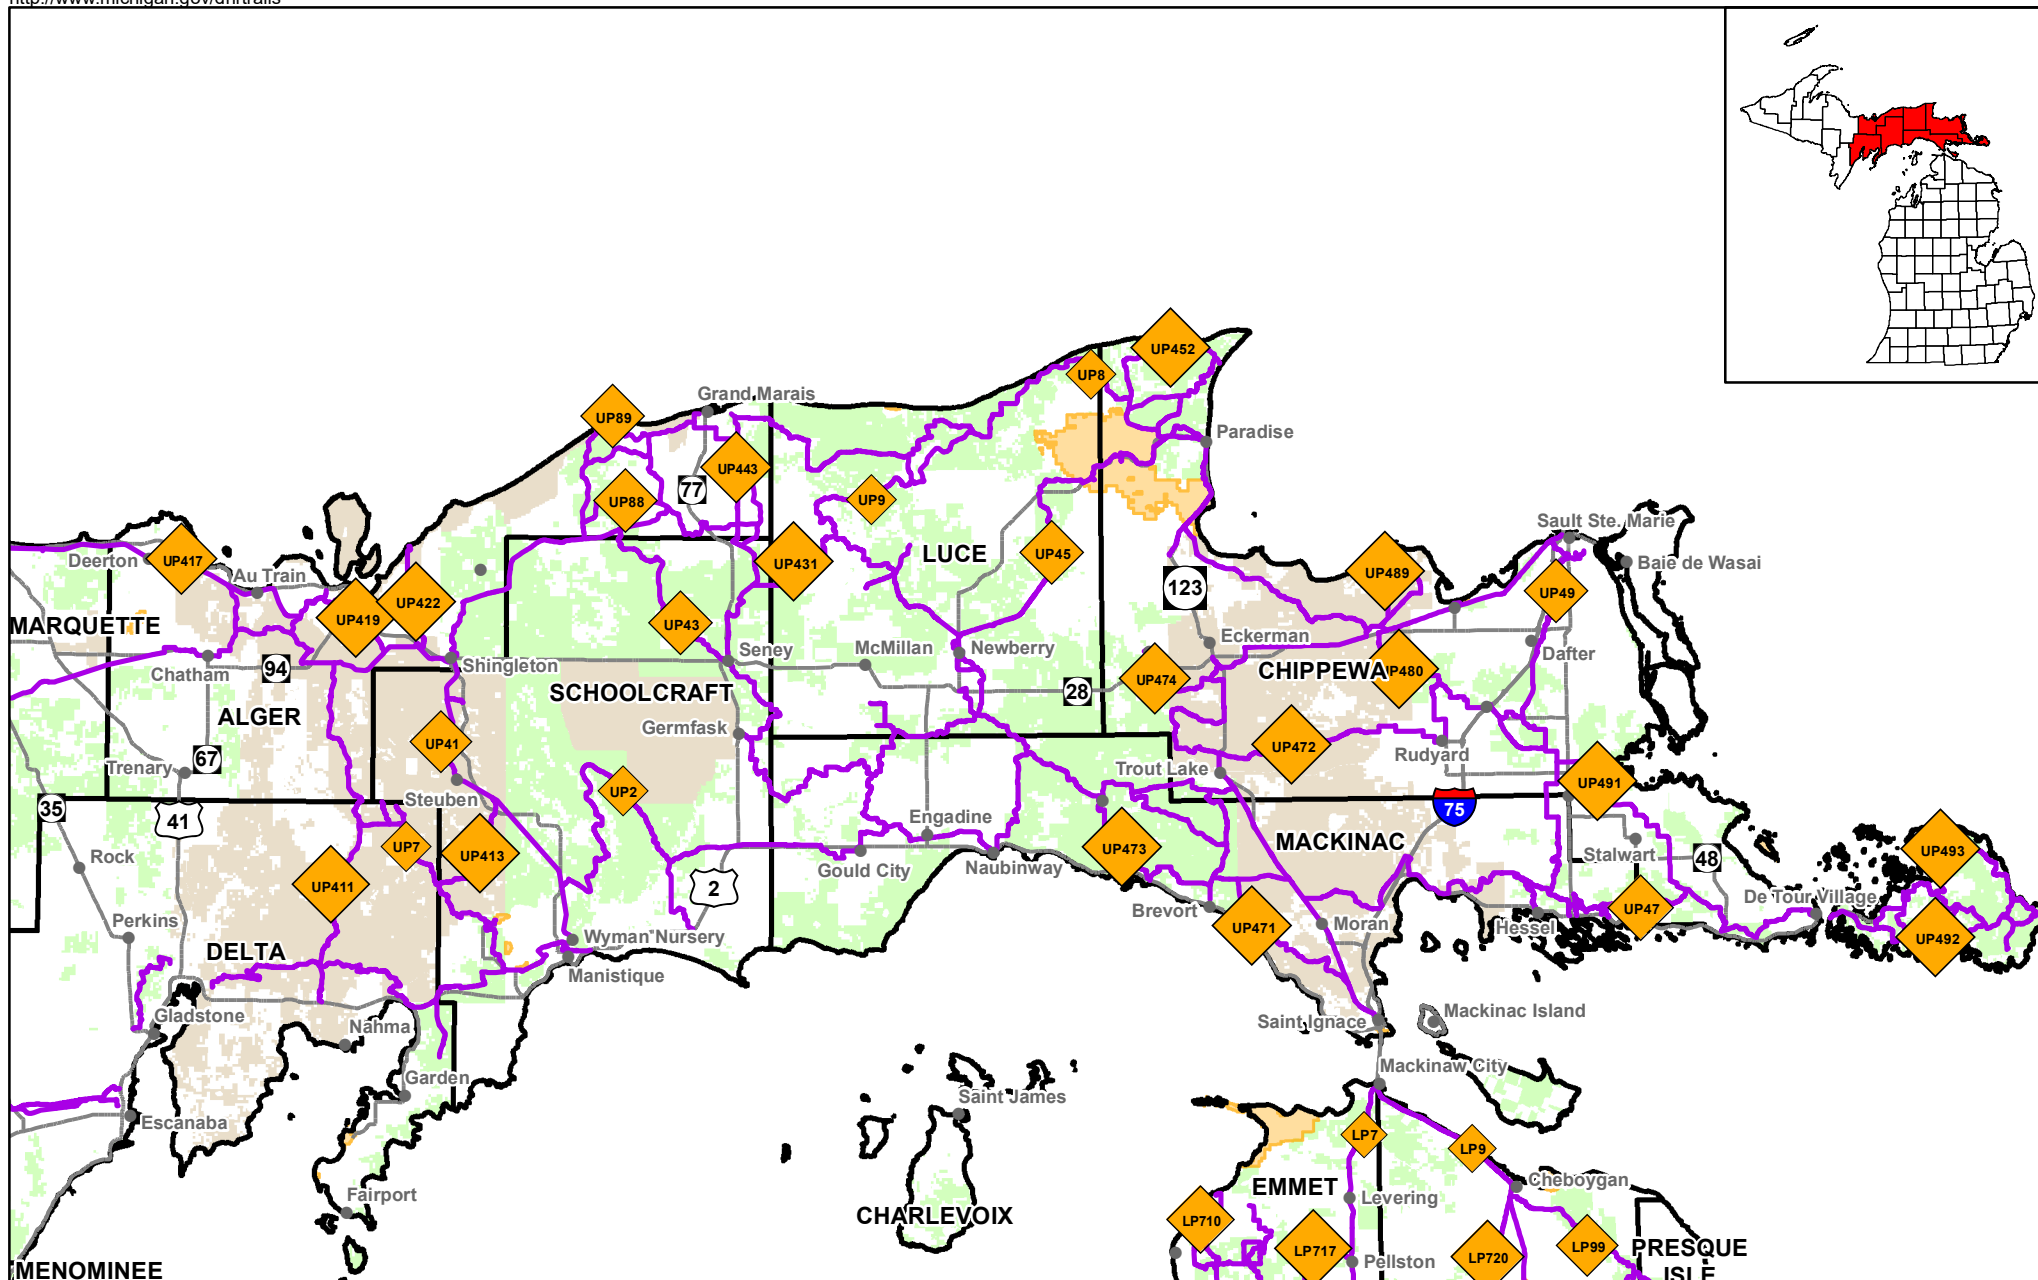 http://www.michigan.gov/dnrtrails
UP452
UP8
Grand Marais
UP89
Paradise
UP443
77
UP88
UP9
Sault Ste. Marie
Deerton
UP417
LUCE
UP45
UP431
Baie de Wasai
Au Train
UP489
123
UP49
UP422
UP419
MARQUETTE
UP43
Eckerman
Dafter
Chatham
94
Shingleton
Seney
McMillan
Newberry
CHIPPEWA
UP480
UP474
28
SCHOOLCRAFT
ALGER
Germfask
UP41
UP472
Rudyard
67
Trenary
Trout Lake
UP491
Steuben
UP2
35
41
Engadine
75
UP7
UP413
UP473
MACKINAC
Stalwart
48
UP493
Rock
Gould City
Naubinway
UP411
2
De Tour Village
UP47
Brevort
Perkins
UP471
Moran
Hessel
UP492
Wyman Nursery
DELTA
Manistique
Gladstone
Nahma
Saint Ignace
Mackinac Island
Mackinaw City
Garden
Saint James
Escanaba
LP7
LP9
Fairport
EMMET
Levering
Cheboygan
CHARLEVOIX
LP710
LP717
LP720
LP99
PRESQUE
ISLE
Pellston
MENOMINEE